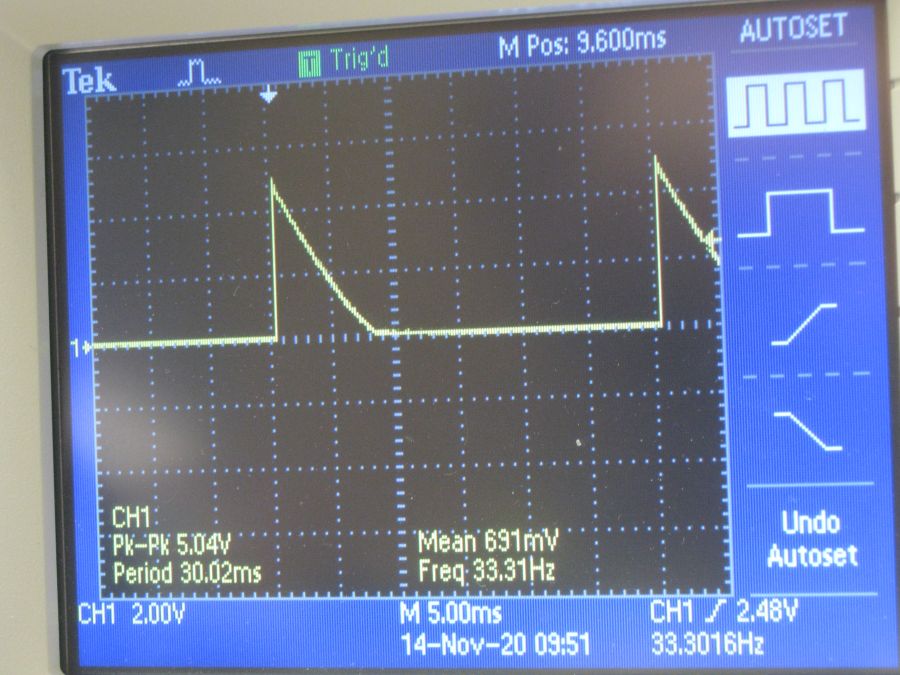 Tek Trig'd M Pos: 9.600ms AUTOSET
1
CH1
Pk-Pk 5.04V Mean 691mV
Period 30.02ms Freq 33.31Hz
Undo
Autoset
CH1 2.00V M 5.00ms CH1 2.48V
14-Nov-20 09:51 33.3016Hz